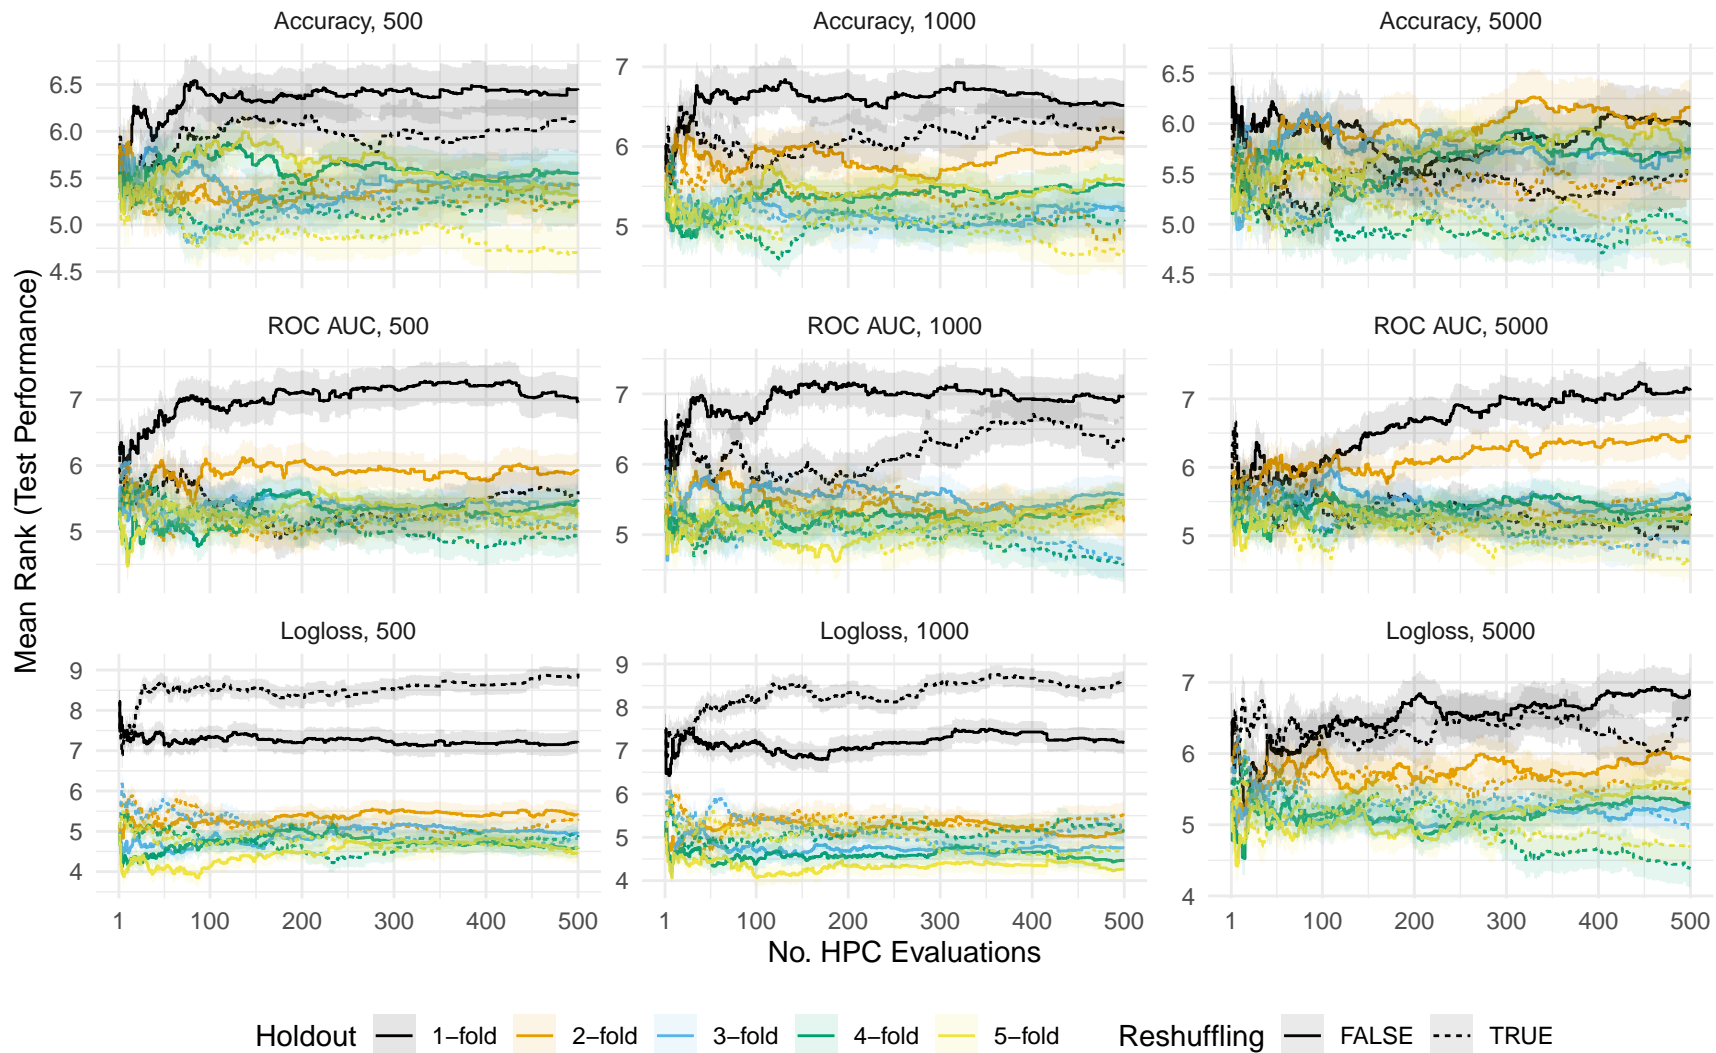 Accuracy, 500
Accuracy, 1000
Accuracy, 5000
6.5
6.0
5.5
5.0
4.5
7
6
5
6.5
6.0
5.5
5.0
4.5
ROC AUC, 500
ROC AUC, 1000
ROC AUC, 5000
7
6
5
7
6
5
7
6
5
Logloss, 500
Logloss, 1000
Logloss, 5000
9
8
7
6
5
4
9
8
7
6
5
4
7
6
5
4
1 100 200 300 400 500
1 100 200 300 400 500
1 100 200 300 400 500
Mean Rank (Test Performance)
No. HPC Evaluations
Holdout 1−fold 2−fold 3−fold 4−fold 5−fold Reshuffling FALSE TRUE